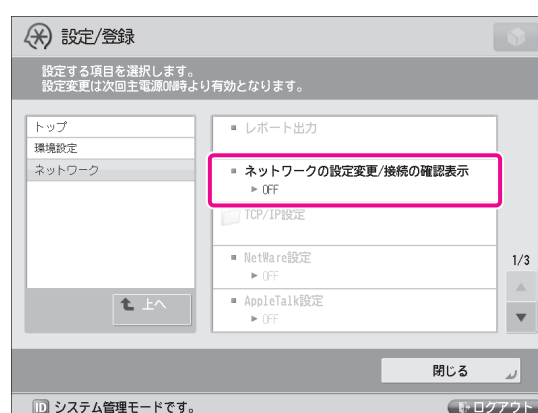 設定/登録
設定する項目を選択します。
設定変更は次回主電源ON時より有効となります。
トップ
環境設定
ネットワーク
上へ
レポート出力
ネットワークの設定変更/接続の確認表示
► OFF
TCP/IP設定
NetWare設定
► OFF
AppleTalk設定
► OFF
1/3
閉じる
ID システム管理モードです。
ログアウト